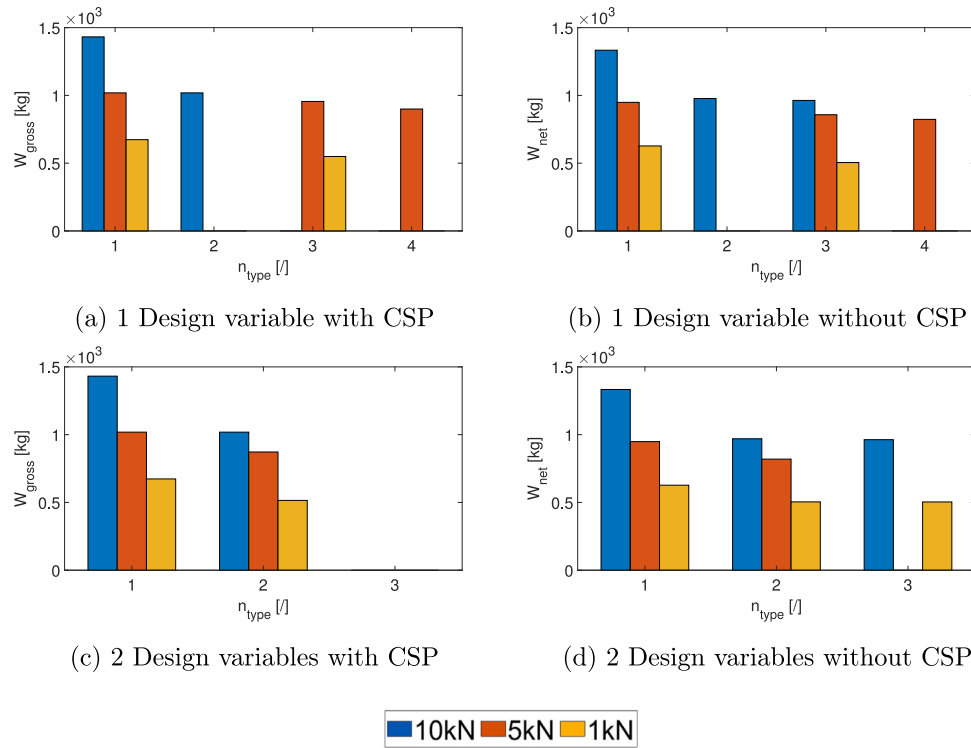 ×10³
1.5
1
0.5
0
W_gross [kg]
1 2 3 4
n_type [/]
(a) 1 Design variable with CSP
×10³
1.5
1
0.5
0
W_net [kg]
1 2 3 4
n_type [/]
(b) 1 Design variable without CSP
×10³
1.5
1
0.5
0
W_gross [kg]
1 2 3
n_type [/]
(c) 2 Design variables with CSP
×10³
1.5
1
0.5
0
W_net [kg]
1 2 3
n_type [/]
(d) 2 Design variables without CSP
10kN 5kN 1kN